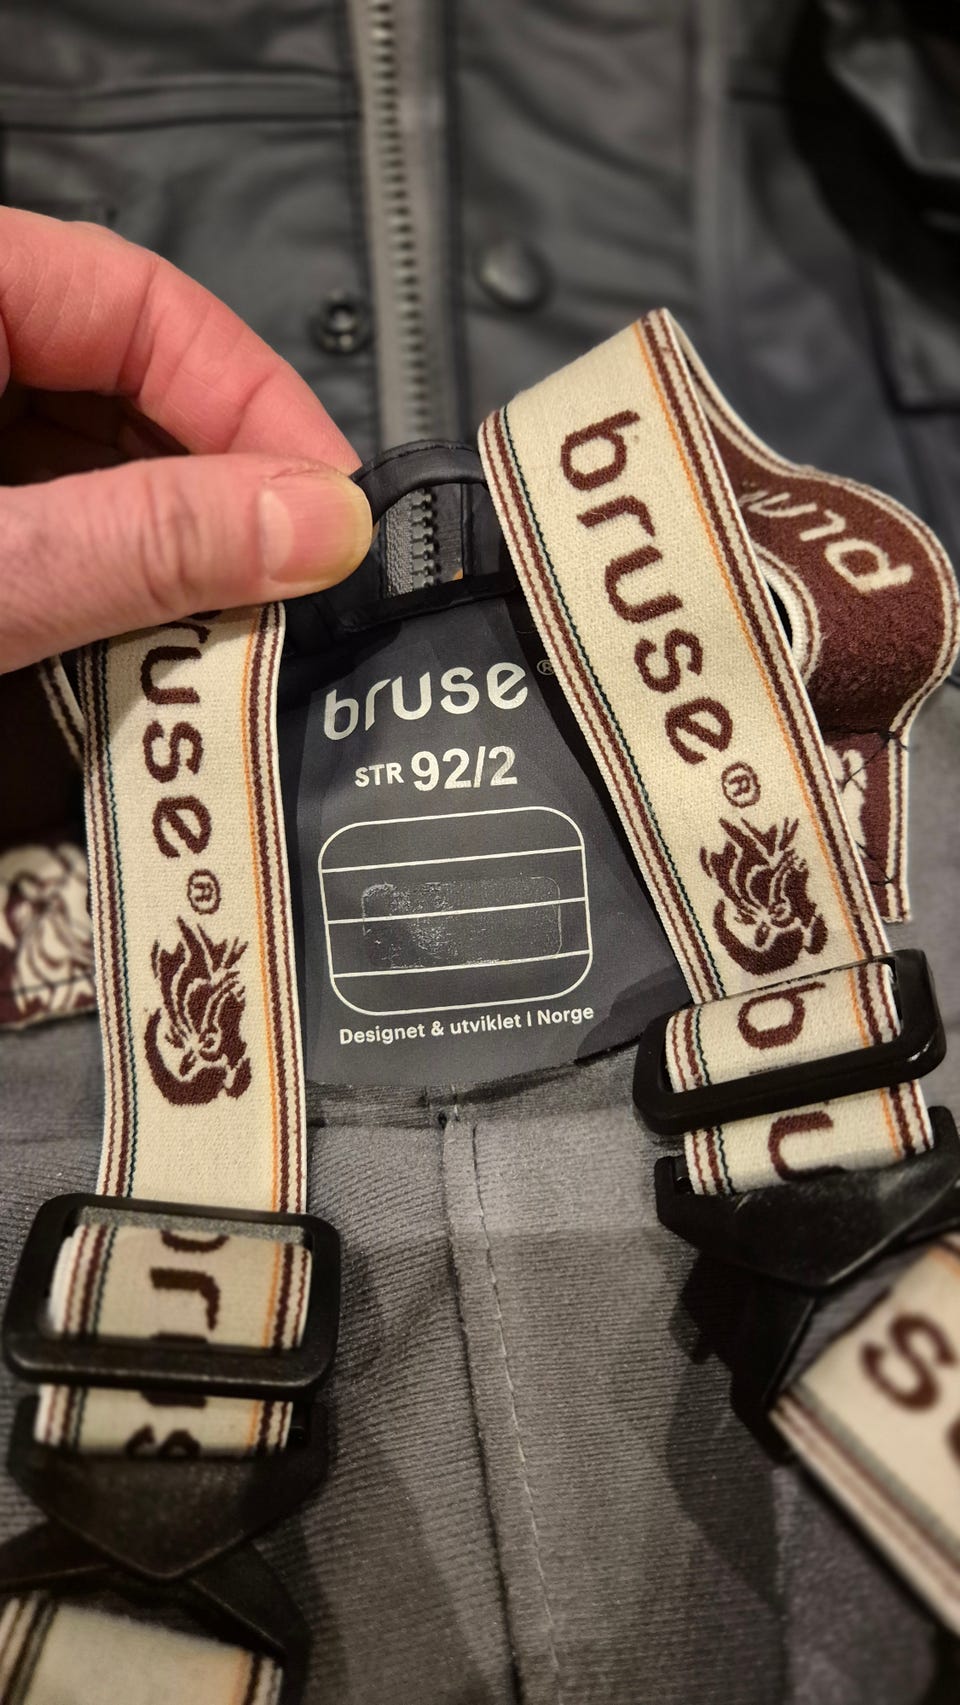 bruse®
STR 92/2
Designet & utviklet I Norge
bruse®
bruse®